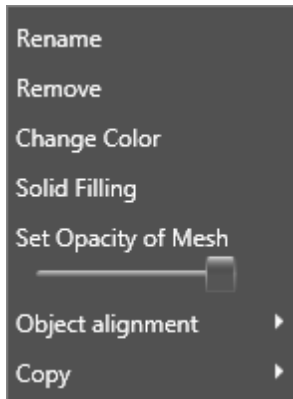 Rename
Remove
Change Color
Solid Filling
Set Opacity of Mesh
Object alignment
Copy